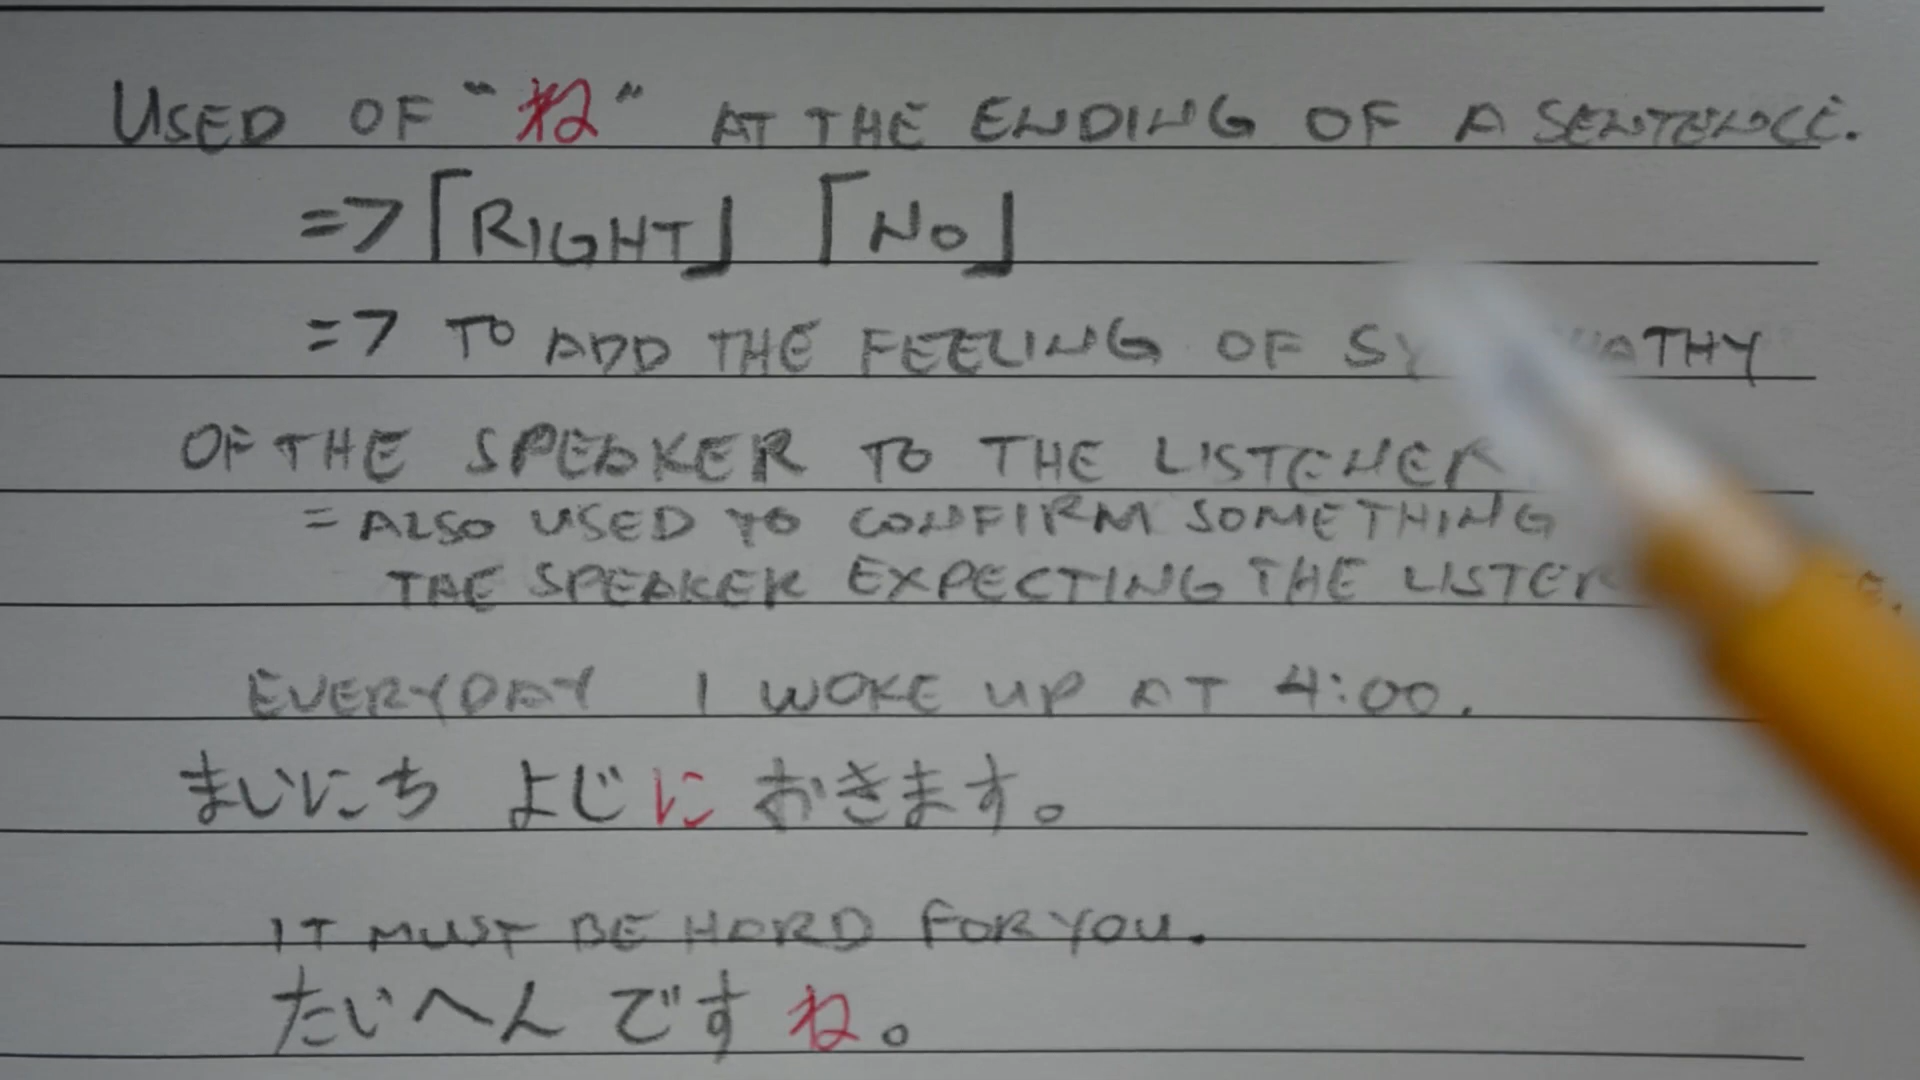 USED OF "ね" AT THE ENDING OF A SENTENCE.
=> 「RIGHT」 「NO」
=> TO ADD THE FEELING OF
OF THE SPEAKER TO THE LISTENER
= ALSO USED TO CONFIRM SOMETHING
THE SPEAKER EXPECTING THE
EVERYDAY I WOKE UP AT 4:00.
まいにち よじに おきます。
IT MUST BE HARD FOR YOU.
たいへん ですね。